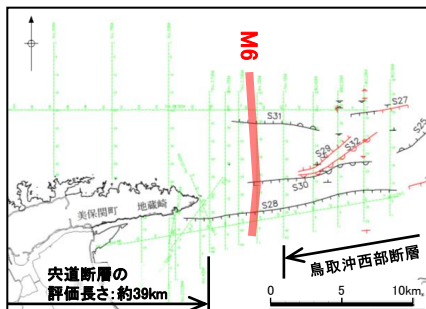 M6
S27
S31
S25
S29
S32
S30
美保関町 地蔵崎
S28
宍道断層の
評価長さ:約39km
鳥取沖西部断層
0 5 10km